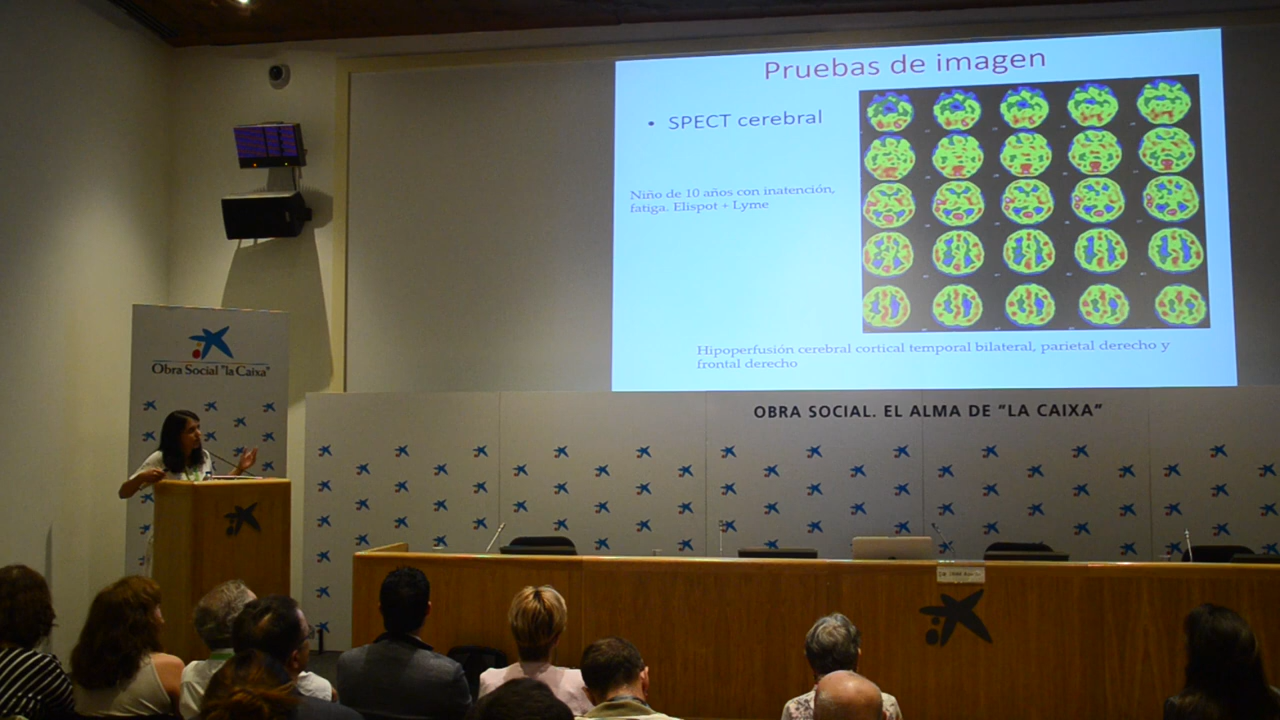 Pruebas de imagen
• SPECT cerebral
Niño de 10 años con inatención,
fatiga. Elispot + Lyme
Hipoperfusión cerebral cortical temporal bilateral, parietal derecho y
frontal derecho
Obra Social "la Caixa"
OBRA SOCIAL. EL ALMA DE "LA CAIXA"